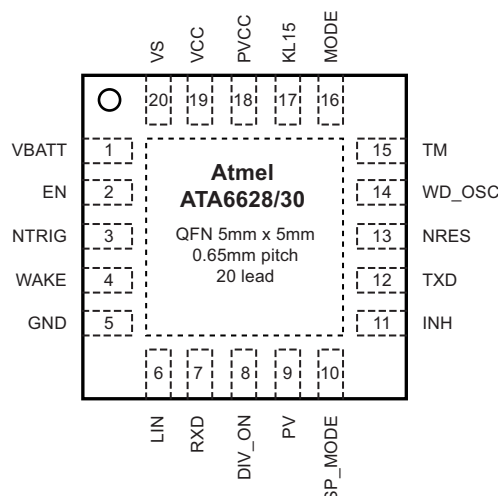 VS
VCC
PVCC
KL15
MODE
20
19
18
17
16
VBATT
1
EN
2
NTRIG
3
WAKE
4
GND
5
Atmel
ATA6628/30
QFN 5mm x 5mm
0.65mm pitch
20 lead
15
TM
14
WD_OSC
13
NRES
12
TXD
11
INH
6
7
8
9
10
LIN
RXD
DIV_ON
PV
SP_MODE